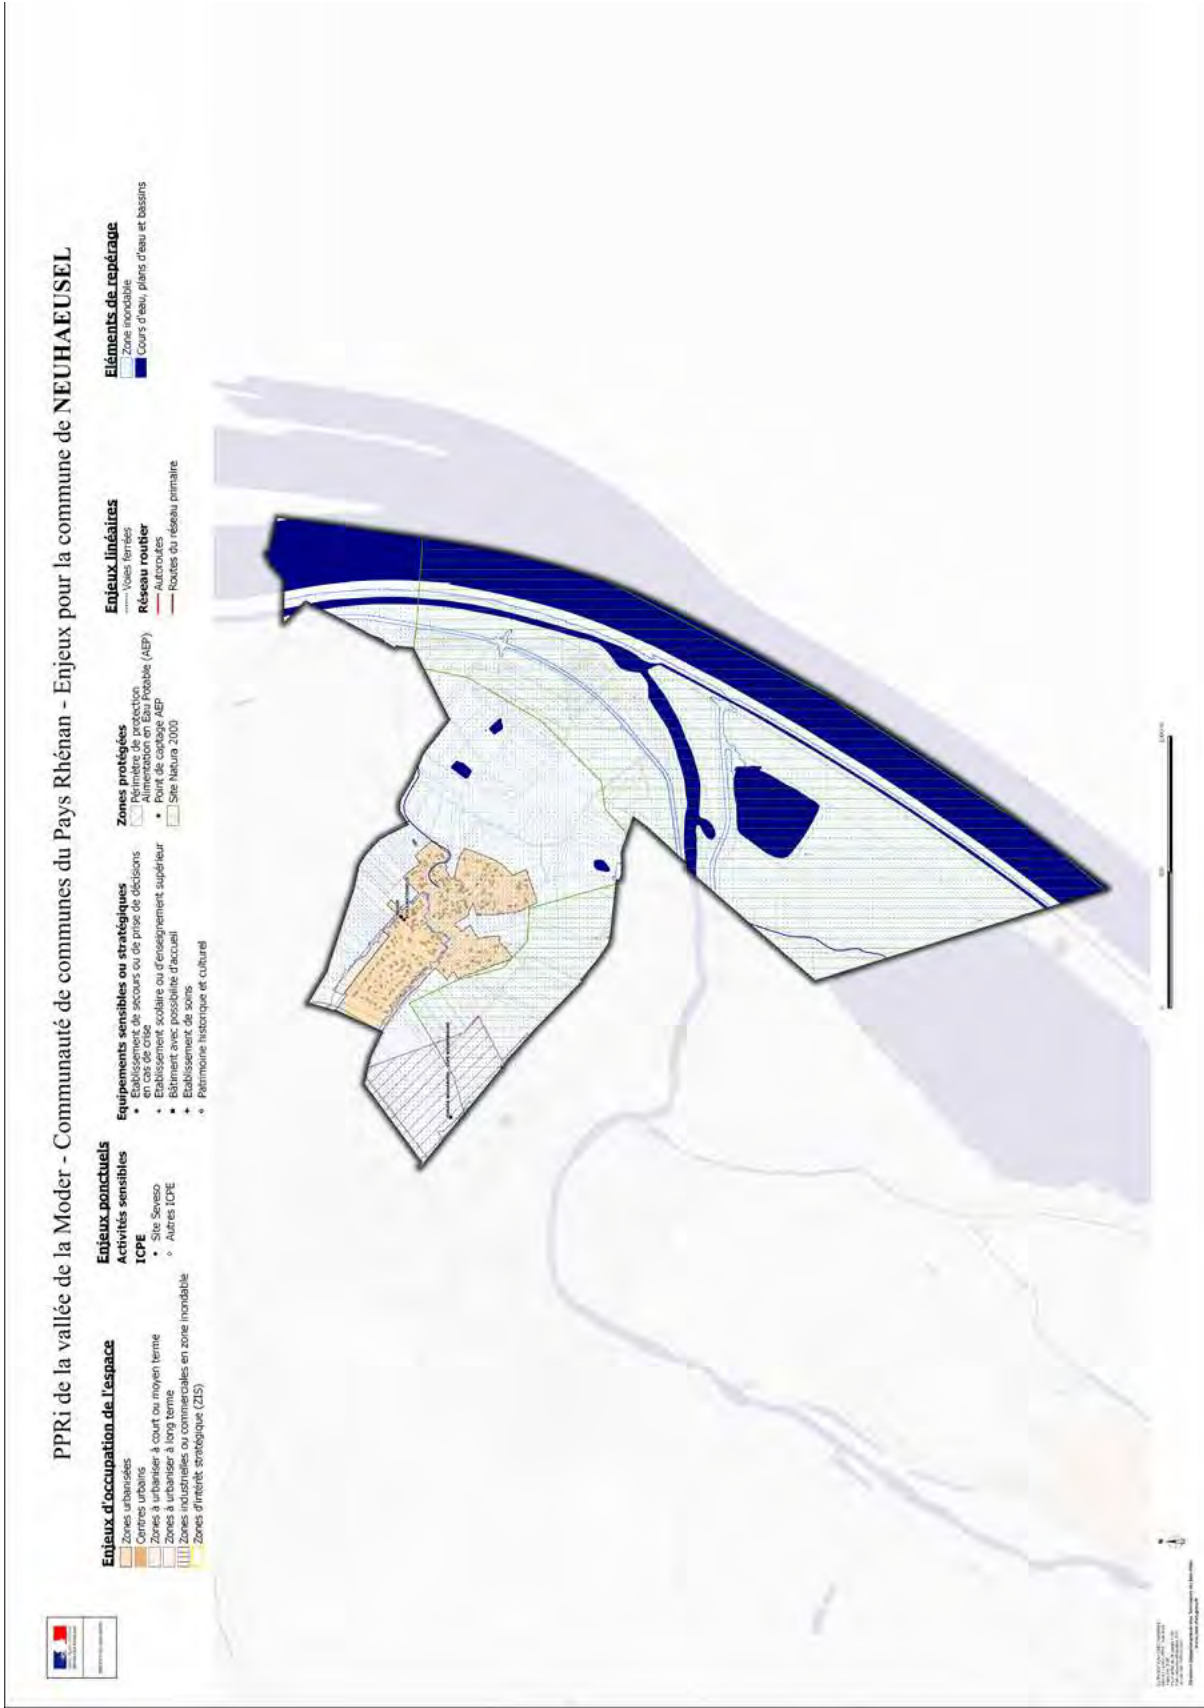 PPRi de la vallée de la Moder - Communauté de communes du Pays Rhénan - Enjeux pour la commune de NEUHAEUSEL
Enjeux d'occupation de l'espace
Zones urbanisées
Centres urbains
Zones à urbaniser à court ou moyen terme
Zones à urbaniser à long terme
Zones industrielles ou commerciales en zone inondable
Zones d'intérêt stratégique (ZIS)
Enjeux ponctuels
Activités sensibles
ICPE
Site Seveso
Autres ICPE
Equipements sensibles ou stratégiques
Etablissement de secours ou de prise de décisions
en cas de crise
Etablissement scolaire ou d'enseignement supérieur
Bâtiment avec possibilité d'accueil
Etablissement de soins
Patrimoine historique et culturel
Zones protégées
Périmètre de protection
Alimentation en Eau Potable (AEP)
Point de captage AEP
Site Natura 2000
Enjeux linéaires
Voies ferrées
Réseau routier
Autoroutes
Routes du réseau primaire
Eléments de repérage
Zone inondable
Cours d'eau, plans d'eau et bassins